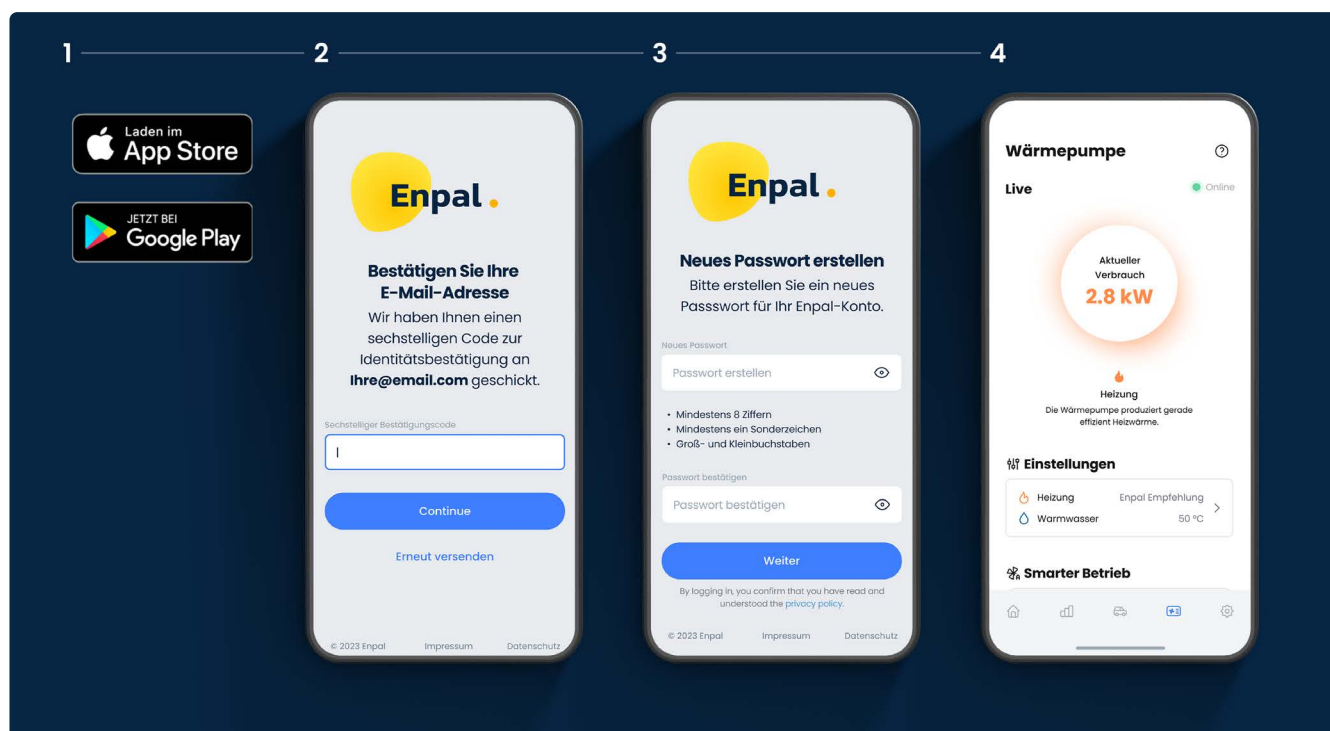 1
2
3
4
Laden im
App Store
JETZT BEI
Google Play
Enpal.
Bestätigen Sie Ihre
E-Mail-Adresse
Wir haben Ihnen einen
sechstelligen Code zur
Identitätsbestätigung an
Ihre@email.com geschickt.
Sechstelliger Bestätigungscode
Continue
Erneut versenden
© 2023 Enpal Impressum Datenschutz
Enpal.
Neues Passwort erstellen
Bitte erstellen Sie ein neues
Passswort für Ihr Enpal-Konto.
Neues Passwort
Passwort erstellen
• Mindestens 8 Ziffern
• Mindestens ein Sonderzeichen
• Groß- und Kleinbuchstaben
Passwort bestätigen
Passwort bestätigen
Weiter
By logging in, you confirm that you have read and
understood the privacy policy.
© 2023 Enpal Impressum Datenschutz
Wärmepumpe
Live Online
Aktueller
Verbrauch
2.8 kW
Heizung
Die Wärmepumpe produziert gerade
effizient Heizwärme.
Einstellungen
Heizung Enpal Empfehlung
Warmwasser 50 °C
Smarter Betrieb